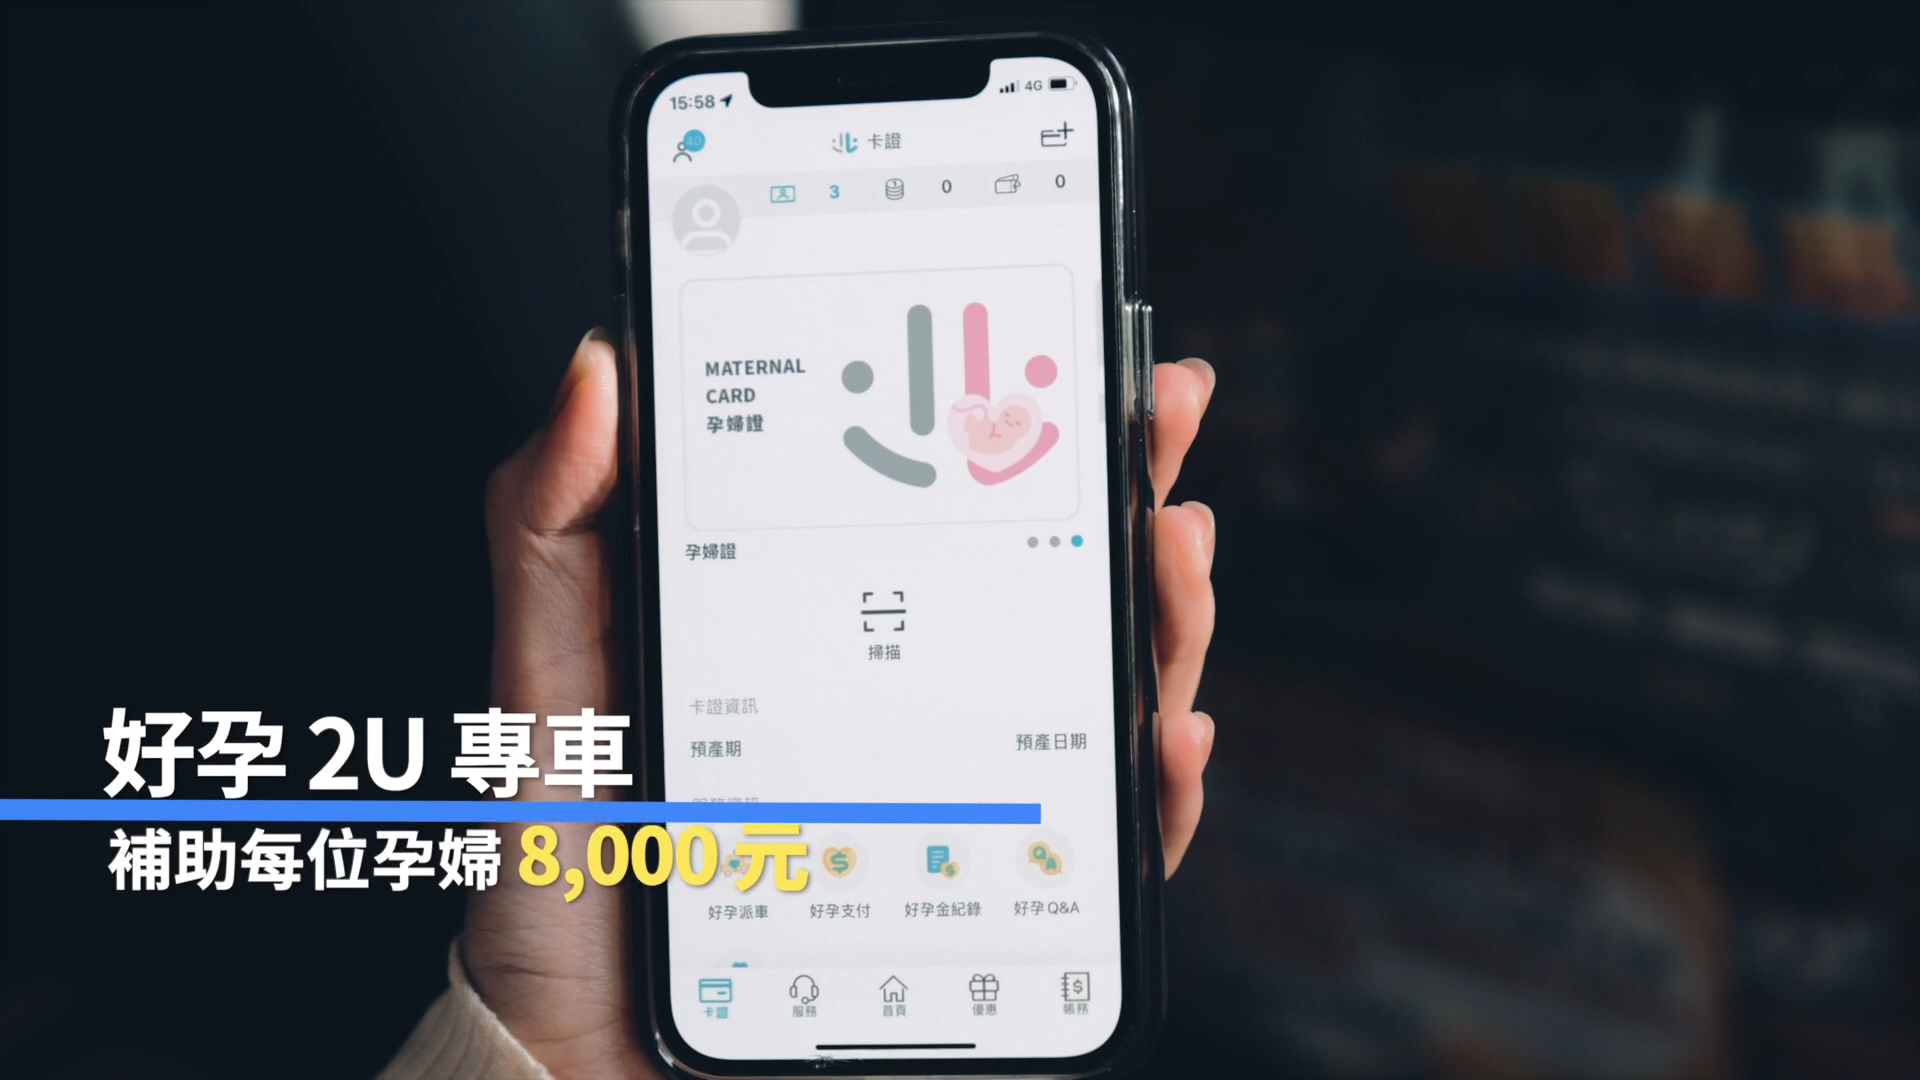 15:58
4G
40
卡證
3
0
0
MATERNAL
CARD
孕婦證
孕婦證
掃描
卡證資訊
預產期
預產日期
好孕 2U 專車
補助每位孕婦 8,000 元
好孕派車
好孕支付
好孕金紀錄
好孕 Q&A
卡證
服務
首頁
優惠
帳務